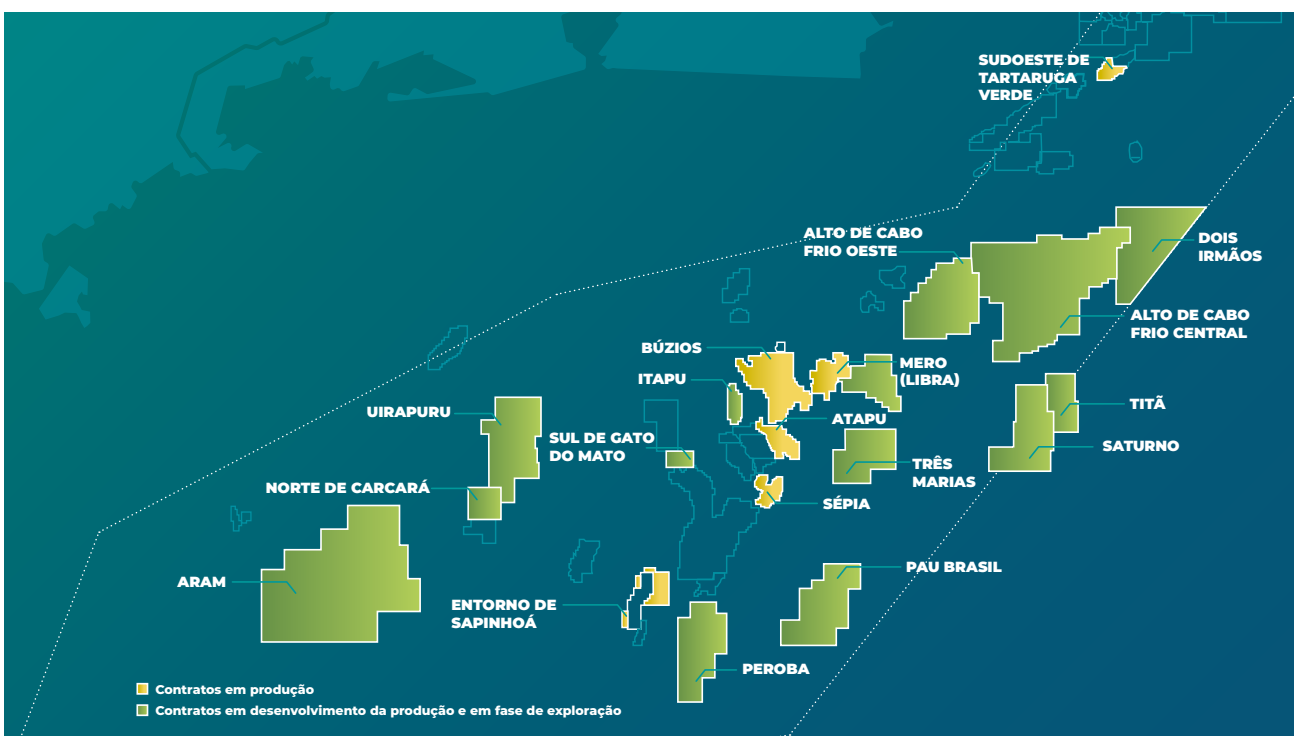 SUDOESTE DE
TARTARUGA
VERDE
ALTO DE CABO
FRIO OESTE
DOIS
IRMÃOS
ALTO DE CABO
FRIO CENTRAL
BÚZIOS
MERO
(LIBRA)
ITAPU
TITÃ
UIRAPURU
ATAPU
SUL DE GATO
DO MATO
SATURNO
TRÊS
MARIAS
NORTE DE CARCARÁ
SÉPIA
PAU BRASIL
ARAM
ENTORNO DE
SAPINHOÁ
PEROBA
Contratos em produção
Contratos em desenvolvimento da produção e em fase de exploração